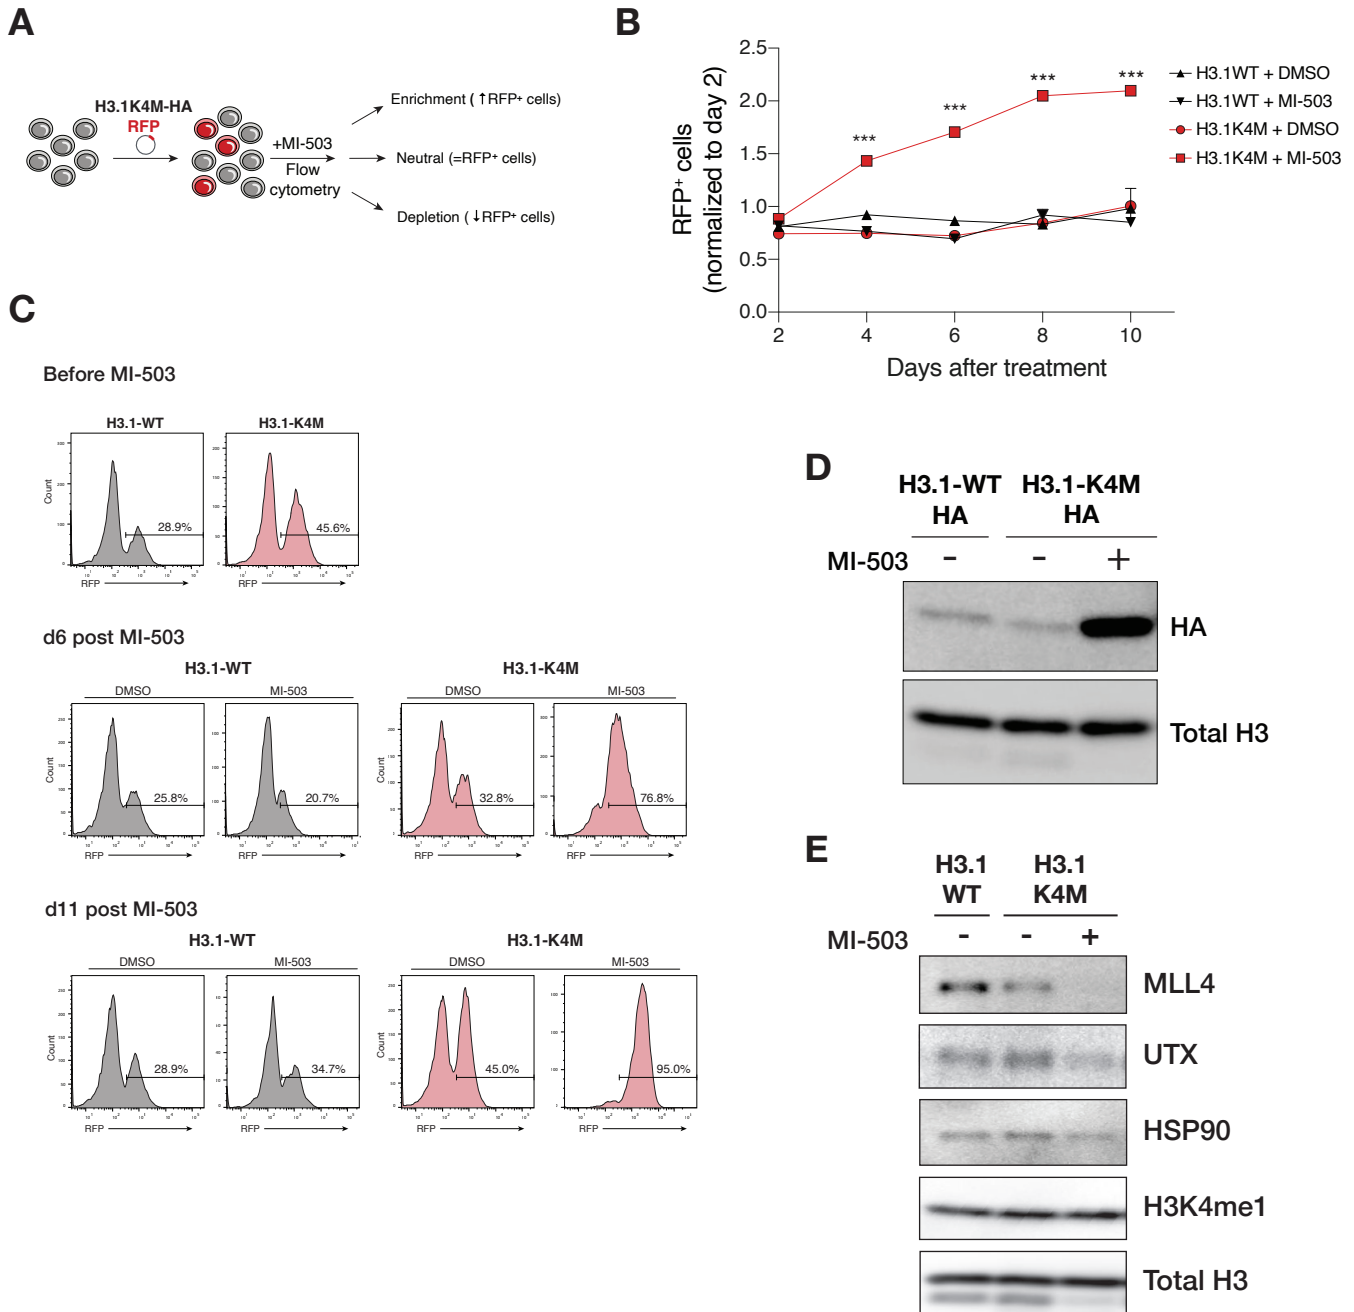 A
H3.1K4M-HA
RFP
+MI-503
Flow
cytometry
Enrichment ( ↑RFP+ cells)
Neutral (=RFP+ cells)
Depletion ( ↓RFP+ cells)
B
RFP+ cells
(normalized to day 2)
2.5
2.0
1.5
1.0
0.5
0.0
2 4 6 8 10
Days after treatment
*** *** *** ***
H3.1WT + DMSO
H3.1WT + MI-503
H3.1K4M + DMSO
H3.1K4M + MI-503
C
Before MI-503
H3.1-WT H3.1-K4M
Count
28.9% 45.6%
RFP RFP
d6 post MI-503
H3.1-WT H3.1-K4M
DMSO MI-503 DMSO MI-503
Count Count
25.8% 20.7% 32.8% 76.8%
RFP RFP RFP RFP
d11 post MI-503
H3.1-WT H3.1-K4M
DMSO MI-503 DMSO MI-503
Count Count
28.9% 34.7% 45.0% 95.0%
RFP RFP RFP RFP
D
H3.1-WT H3.1-K4M
HA HA
MI-503 - - +
HA
Total H3
E
H3.1 H3.1
WT K4M
MI-503 - - +
MLL4
UTX
HSP90
H3K4me1
Total H3